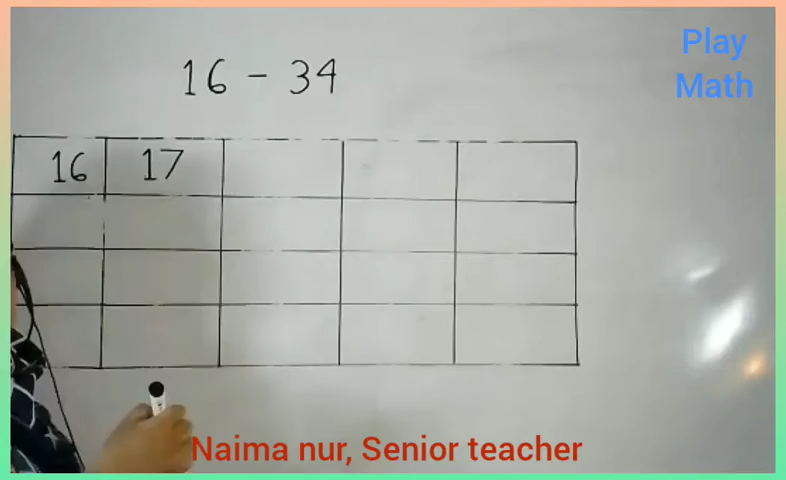 Play
Math
16 - 34
16 17
Naima nur, Senior teacher